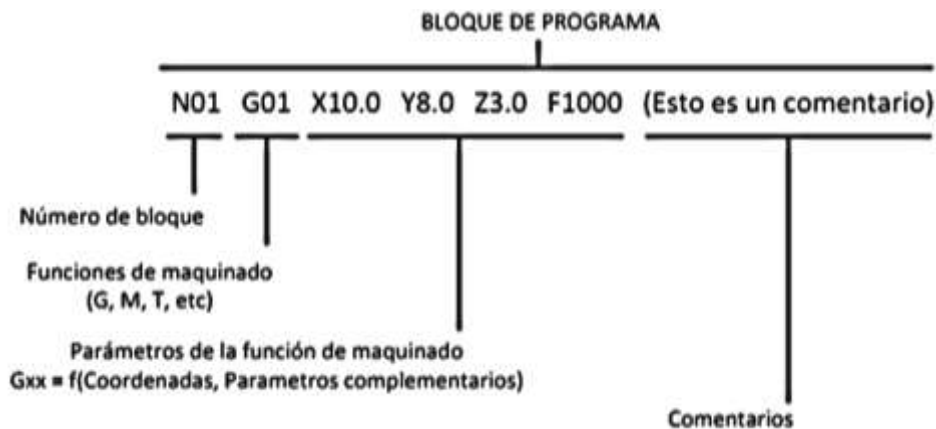 BLOQUE DE PROGRAMA
N01 G01 X10.0 Y8.0 Z3.0 F1000 (Esto es un comentario)
Número de bloque
Funciones de maquinado
(G, M, T, etc)
Parámetros de la función de maquinado
Gxx = f(Coordenadas, Parametros complementarios)
Comentarios